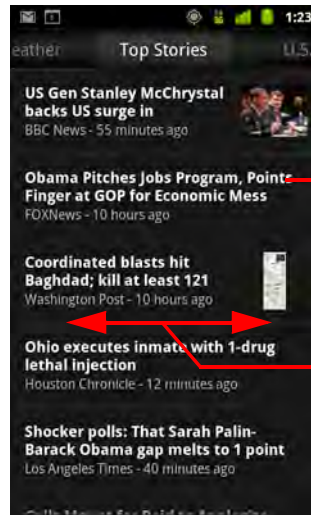 1:23
eather Top Stories U.S.
US Gen Stanley McChrystal
backs US surge in
BBC News - 55 minutes ago
Obama Pitches Jobs Program, Points
Finger at GOP for Economic Mess
FOXNews - 10 hours ago
Coordinated blasts hit
Baghdad; kill at least 121
Washington Post - 10 hours ago
Ohio executes inmate with 1-drug
lethal injection
Houston Chronicle - 12 minutes ago
Shocker polls: That Sarah Palin-
Barack Obama gap melts to 1 point
Los Angeles Times - 40 minutes ago